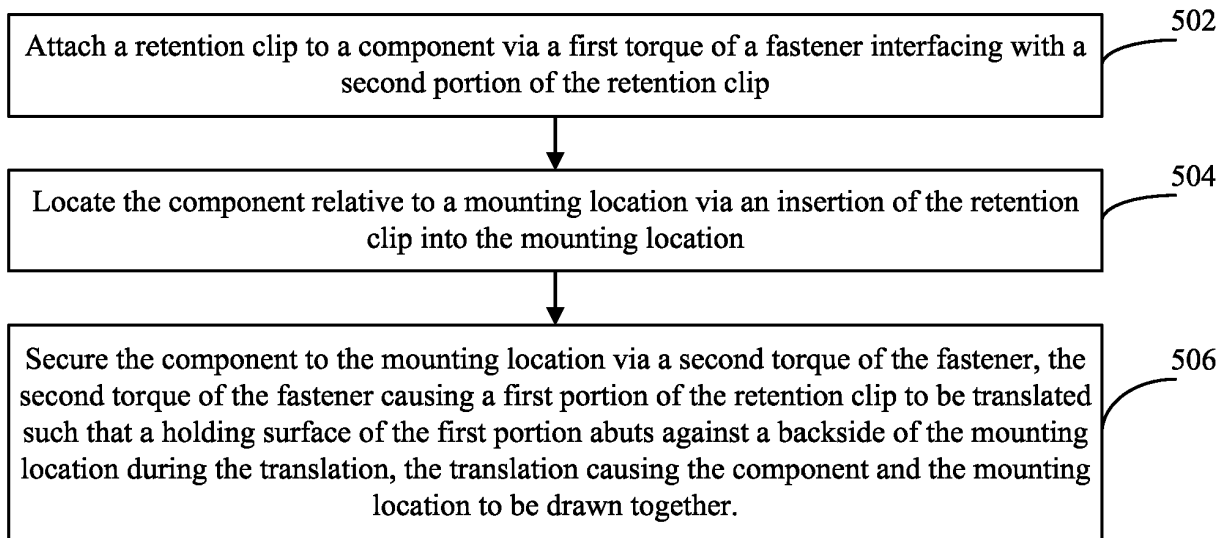 502
Attach a retention clip to a component via a first torque of a fastener interfacing with a
second portion of the retention clip
504
Locate the component relative to a mounting location via an insertion of the retention
clip into the mounting location
506
Secure the component to the mounting location via a second torque of the fastener, the
second torque of the fastener causing a first portion of the retention clip to be translated
such that a holding surface of the first portion abuts against a backside of the mounting
location during the translation, the translation causing the component and the mounting
location to be drawn together.